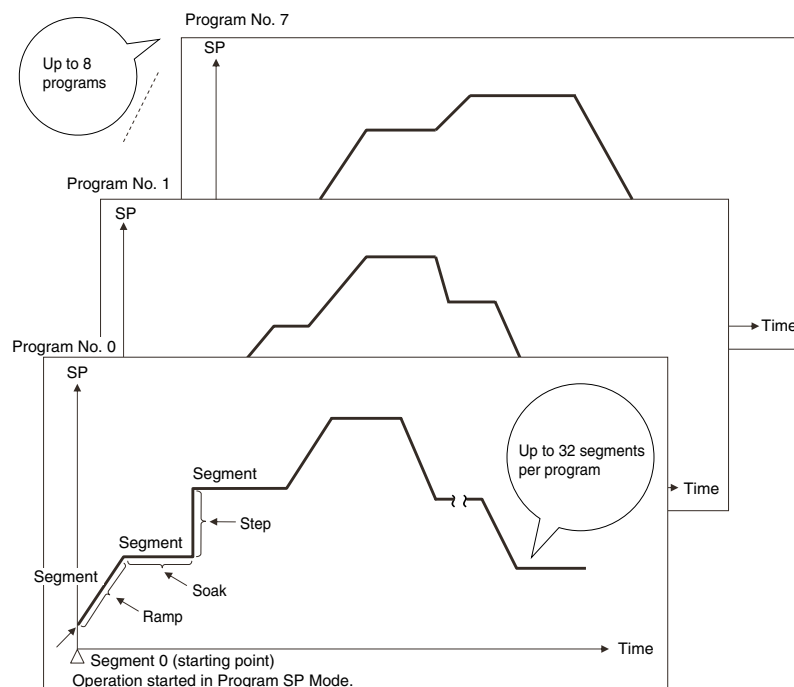 Program No. 7
SP
Up to 8
programs
Program No. 1
SP
Time
Program No. 0
SP
Up to 32 segments
per program
Segment
Time
Step
Segment
Segment
Soak
Ramp
Time
Segment 0 (starting point)
Operation started in Program SP Mode.